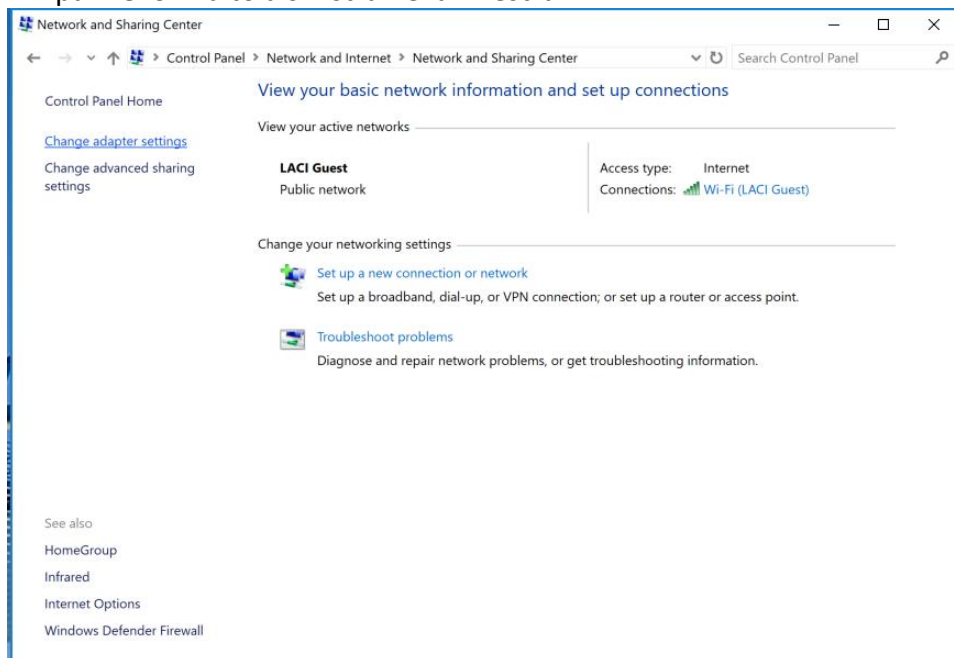 Network and Sharing Center
Control Panel > Network and Internet > Network and Sharing Center
Search Control Panel
Control Panel Home
Change adapter settings
Change advanced sharing
settings
View your basic network information and set up connections
View your active networks
LACI Guest
Public network
Access type: Internet
Connections: Wi-Fi (LACI Guest)
Change your networking settings
Set up a new connection or network
Set up a broadband, dial-up, or VPN connection; or set up a router or access point.
Troubleshoot problems
Diagnose and repair network problems, or get troubleshooting information.
See also
HomeGroup
Infrared
Internet Options
Windows Defender Firewall